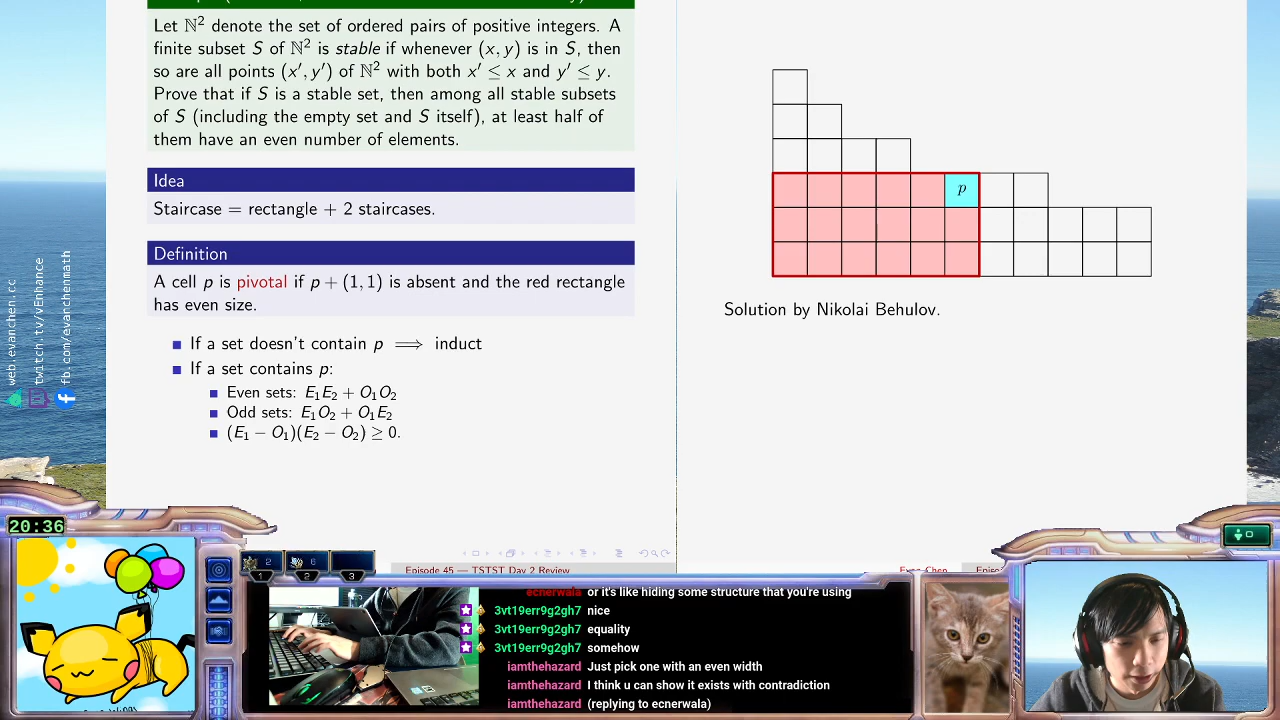 Let ℕ² denote the set of ordered pairs of positive integers. A
finite subset S of ℕ² is stable if whenever (x, y) is in S, then
so are all points (x′, y′) of ℕ² with both x′ ≤ x and y′ ≤ y.
Prove that if S is a stable set, then among all stable subsets
of S (including the empty set and S itself), at least half of
them have an even number of elements.
Idea
Staircase = rectangle + 2 staircases.
Definition
A cell p is pivotal if p + (1, 1) is absent and the red rectangle
has even size.
If a set doesn't contain p ⟹ induct
If a set contains p:
Even sets: E₁E₂ + O₁O₂
Odd sets: E₁O₂ + O₁E₂
(E₁ − O₁)(E₂ − O₂) ≥ 0.
p
Solution by Nikolai Behulov.
web.evanchen.cc
twitch.tv/vEnhance
fb.com/evanchenmath
20:36
2
6
1
2
3
Episode 45 — TSTST Day 2 Review
0
ecnerwala or it's like hiding some structure that you're using
3vt19err9g2gh7 nice
3vt19err9g2gh7 equality
3vt19err9g2gh7 somehow
iamthehazard Just pick one with an even width
iamthehazard I think u can show it exists with contradiction
iamthehazard (replying to ecnerwala)